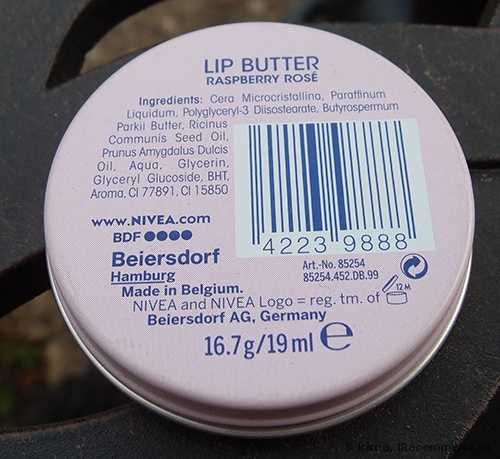 LIP BUTTER
RASPBERRY ROSÉ
Ingredients: Cera Microcristallina, Paraffinum
Liquidum, Polyglyceryl-3 Diisostearate, Butyrospermum
Parkii Butter, Ricinus
Communis Seed Oil,
Prunus Amygdalus Dulcis
Oil, Aqua, Glycerin,
Glyceryl Glucoside, BHT,
Aroma, CI 77891, CI 15850
4223 9888
www.NIVEA.com
BDF
Beiersdorf
Hamburg
Art.-No. 85254
85254.452.DB.99
12 M
Made in Belgium.
NIVEA and NIVEA Logo = reg. tm. of
Beiersdorf AG, Germany
16.7g/19 ml ℮